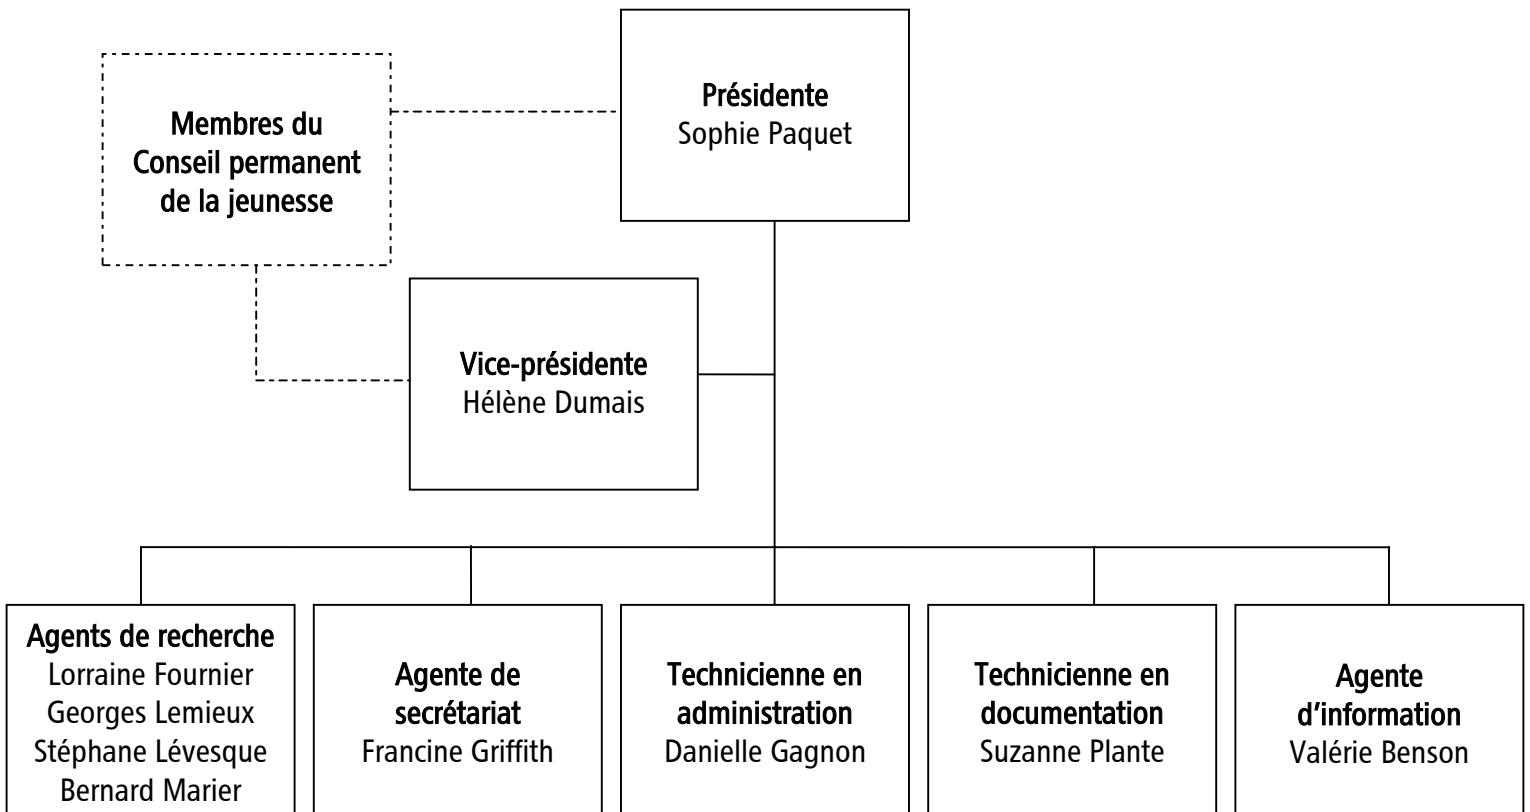 Présidente
Sophie Paquet
Membres du
Conseil permanent
de la jeunesse
Vice-présidente
Hélène Dumais
Agents de recherche
Lorraine Fournier
Georges Lemieux
Stéphane Lévesque
Bernard Marier
Agente de
secrétariat
Francine Griffith
Technicienne en
administration
Danielle Gagnon
Technicienne en
documentation
Suzanne Plante
Agente
d’information
Valérie Benson